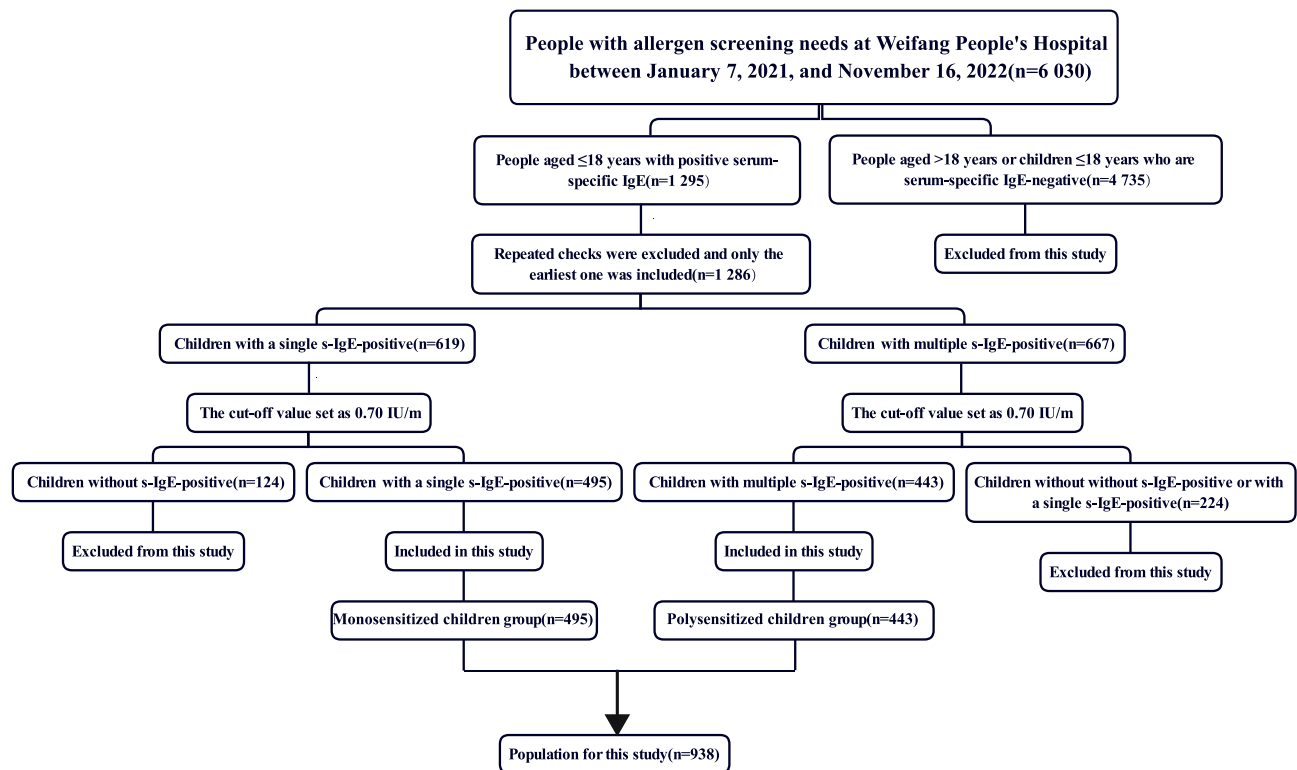 People with allergen screening needs at Weifang People's Hospital
between January 7, 2021, and November 16, 2022(n=6 030)
People aged ≤18 years with positive serum-
specific IgE(n=1 295)
People aged >18 years or children ≤18 years who are
serum-specific IgE-negative(n=4 735)
Repeated checks were excluded and only the
earliest one was included(n=1 286)
Excluded from this study
Children with a single s-IgE-positive(n=619)
Children with multiple s-IgE-positive(n=667)
The cut-off value set as 0.70 IU/m
The cut-off value set as 0.70 IU/m
Children without s-IgE-positive(n=124)
Children with a single s-IgE-positive(n=495)
Children with multiple s-IgE-positive(n=443)
Children without without s-IgE-positive or with
a single s-IgE-positive(n=224)
Excluded from this study
Included in this study
Included in this study
Excluded from this study
Monosensitized children group(n=495)
Polysensitized children group(n=443)
Population for this study(n=938)